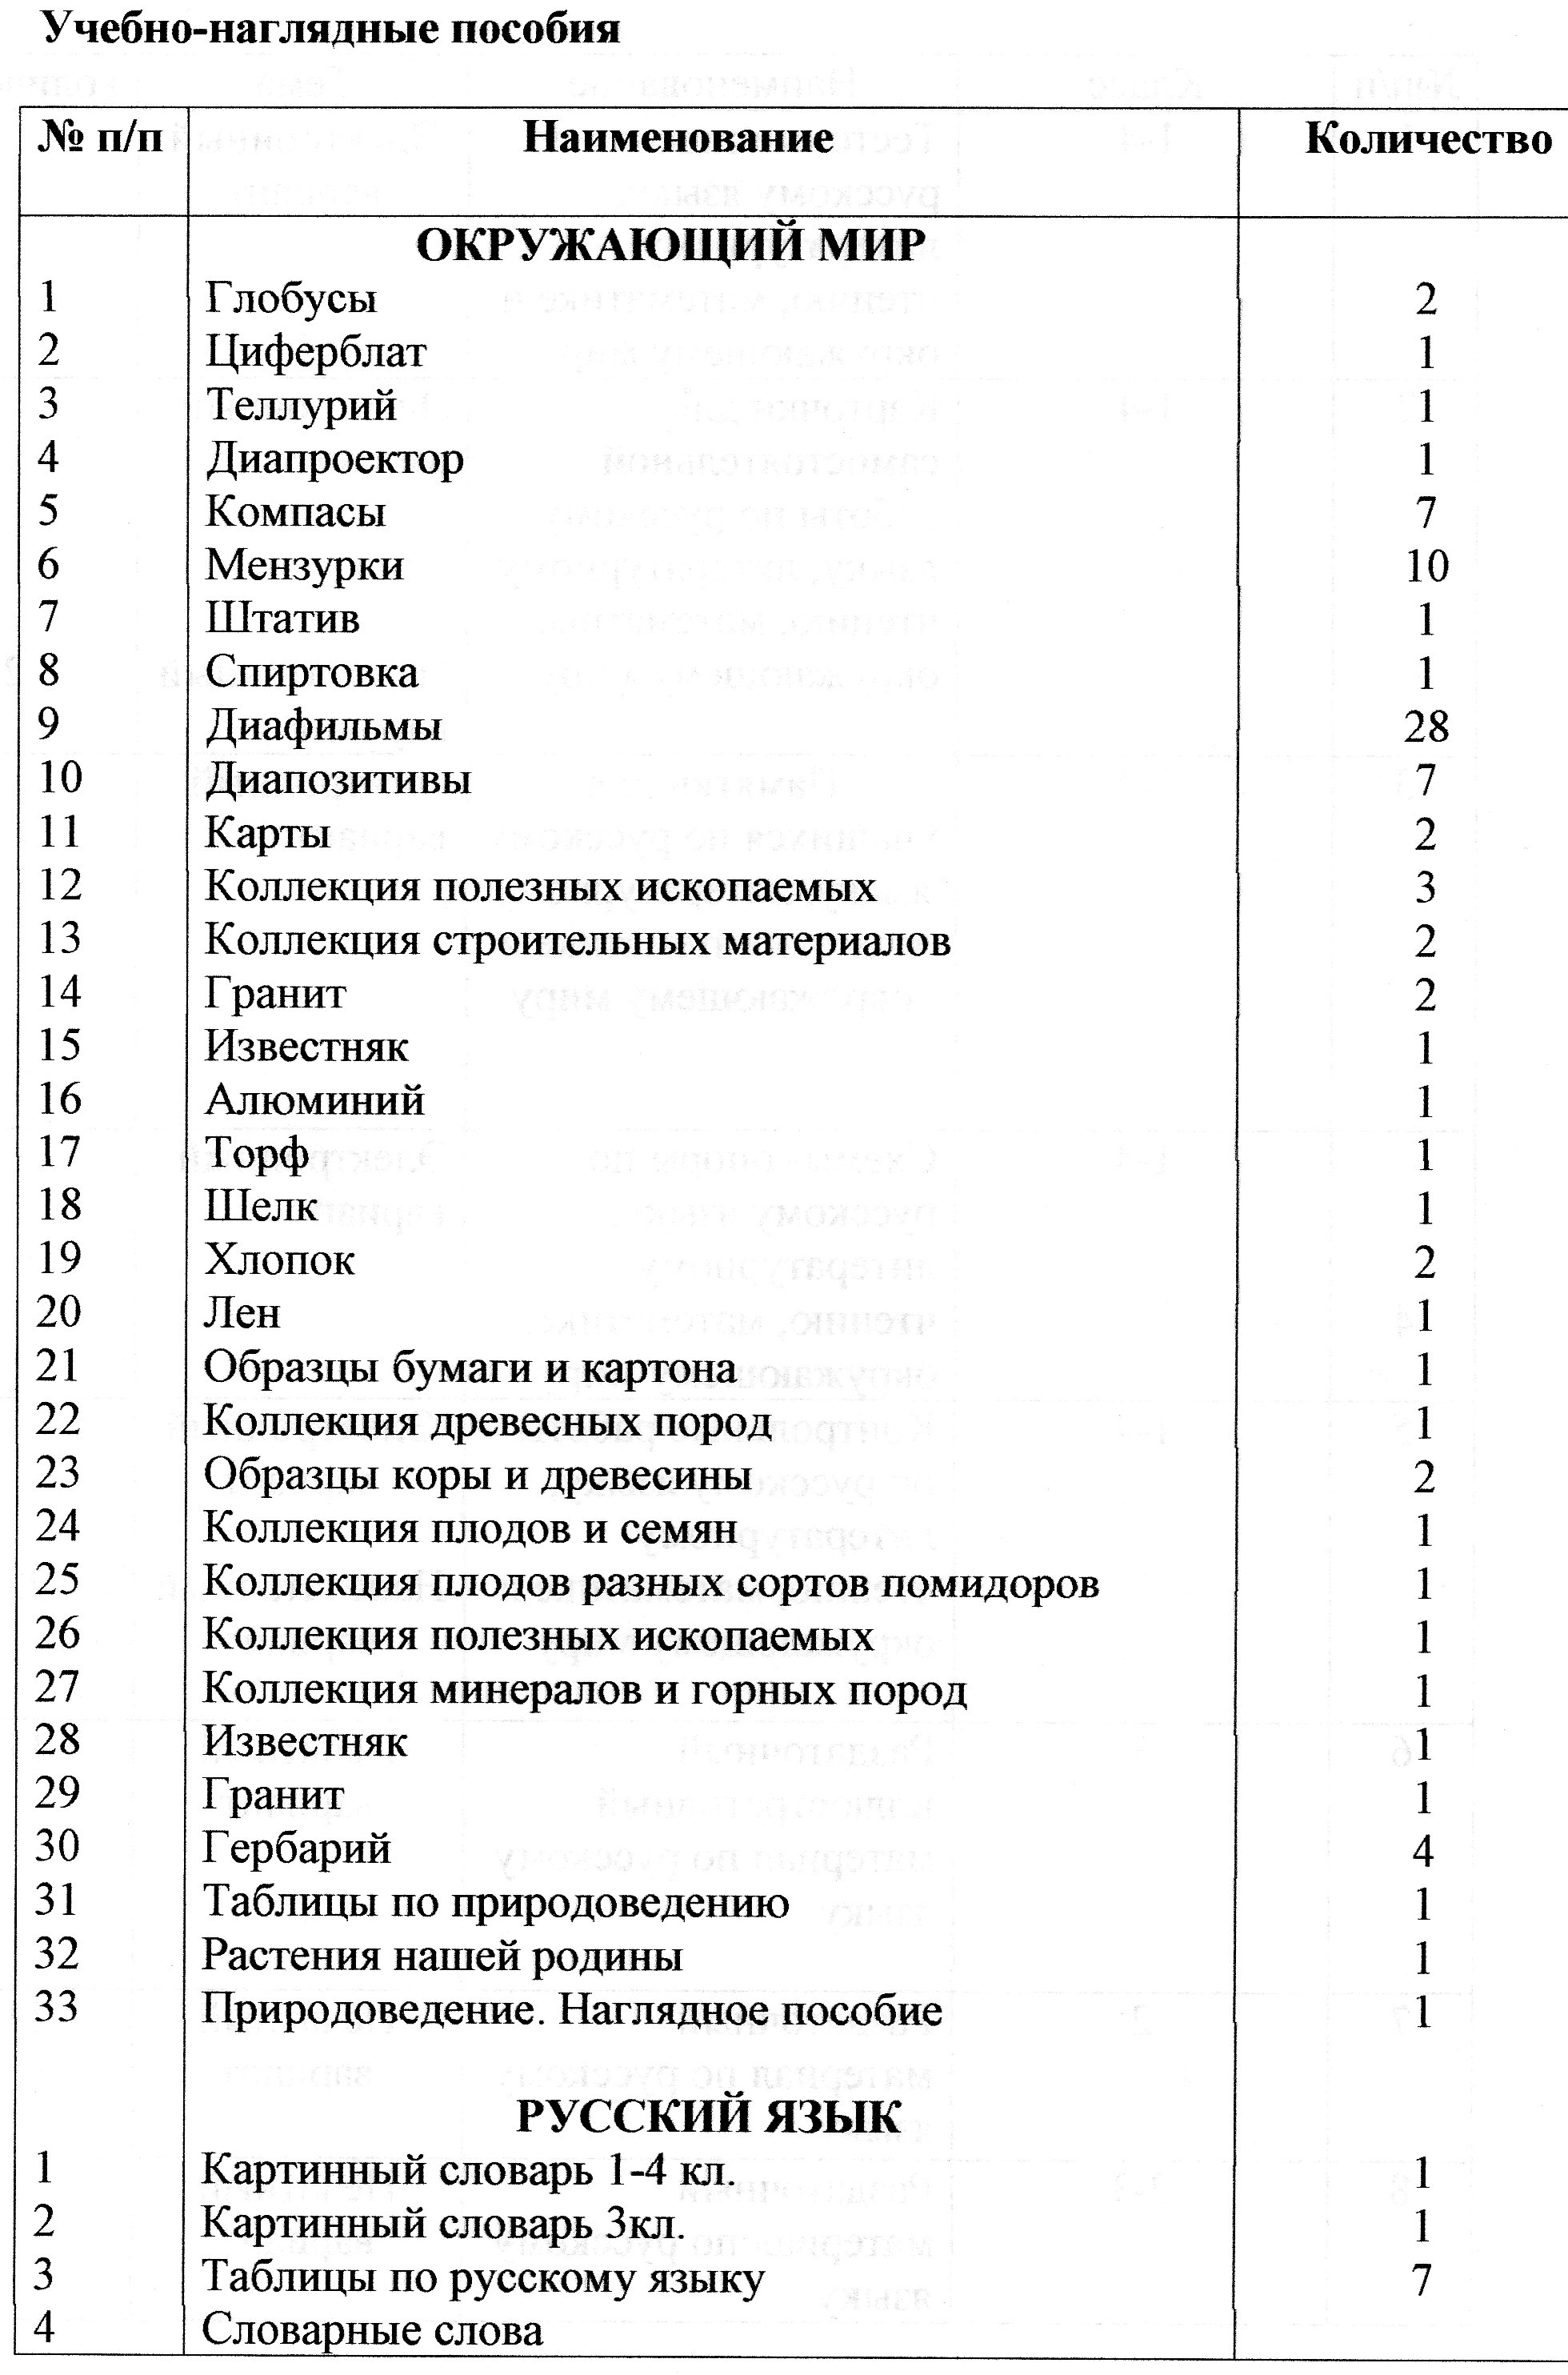 Учебно-наглядные пособия
№ п/п Наименование Количество
ОКРУЖАЮЩИЙ МИР
1 Глобусы 2
2 Циферблат 1
3 Теллурий 1
4 Диапроектор 1
5 Компасы 7
6 Мензурки 10
7 Штатив 1
8 Спиртовка 1
9 Диафильмы 28
10 Диапозитивы 7
11 Карты 2
12 Коллекция полезных ископаемых 3
13 Коллекция строительных материалов 2
14 Гранит 2
15 Известняк 1
16 Алюминий 1
17 Торф 1
18 Шелк 1
19 Хлопок 2
20 Лен 1
21 Образцы бумаги и картона 1
22 Коллекция древесных пород 1
23 Образцы коры и древесины 2
24 Коллекция плодов и семян 1
25 Коллекция плодов разных сортов помидоров 1
26 Коллекция полезных ископаемых 1
27 Коллекция минералов и горных пород 1
28 Известняк 1
29 Гранит 1
30 Гербарий 4
31 Таблицы по природоведению 1
32 Растения нашей родины 1
33 Природоведение. Наглядное пособие 1
РУССКИЙ ЯЗЫК
1 Картинный словарь 1-4 кл. 1
2 Картинный словарь 3кл. 1
3 Таблицы по русскому языку 7
4 Словарные слова